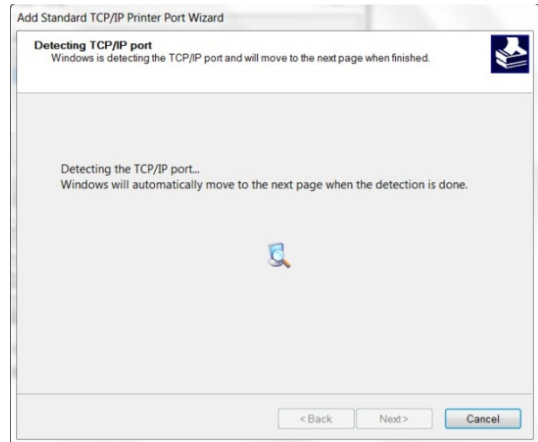 Add Standard TCP/IP Printer Port Wizard
Detecting TCP/IP port
Windows is detecting the TCP/IP port and will move to the next page when finished.
Detecting the TCP/IP port...
Windows will automatically move to the next page when the detection is done.
< Back Next > Cancel